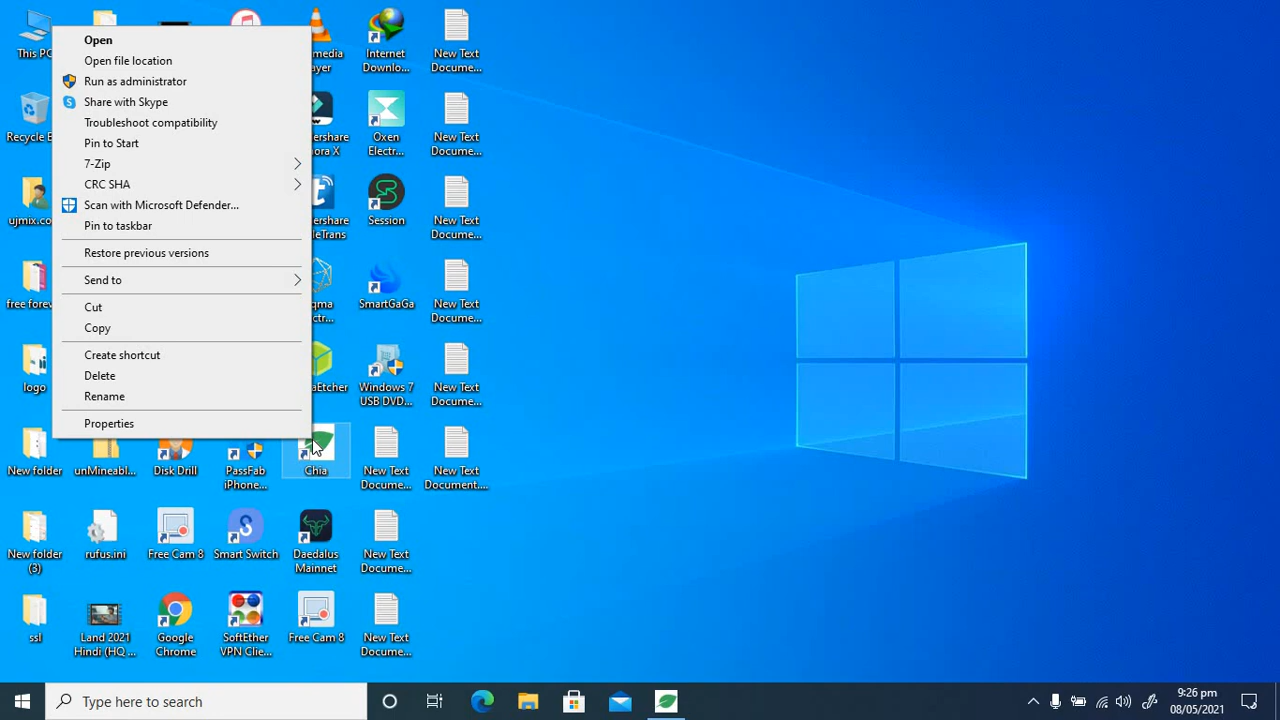 This PC
Recycle B
ujmix.co
free forev
logo
New folder
New folder
(3)
ssl
Open
Open file location
Run as administrator
Share with Skype
Troubleshoot compatibility
Pin to Start
7-Zip
CRC SHA
Scan with Microsoft Defender...
Pin to taskbar
Restore previous versions
Send to
Cut
Copy
Create shortcut
Delete
Rename
Properties
unMineabl...
rufus.ini
Land 2021
Hindi (HQ ...
Disk Drill
Free Cam 8
Google
Chrome
PassFab
iPhone...
Smart Switch
SoftEther
VPN Clie...
media
ayer
ershare
ora X
ershare
leTrans
qma
ctr...
aEtcher
Chia
Daedalus
Mainnet
Free Cam 8
Internet
Downlo...
Oxen
Electr...
Session
SmartGaGa
Windows 7
USB DVD...
New Text
Docume...
New Text
Docume...
New Text
Docume...
New Text
Docume...
New Text
Docume...
New Text
Docume...
New Text
Docume...
New Text
Docume...
New Text
Document....
Type here to search
9:26 pm
08/05/2021